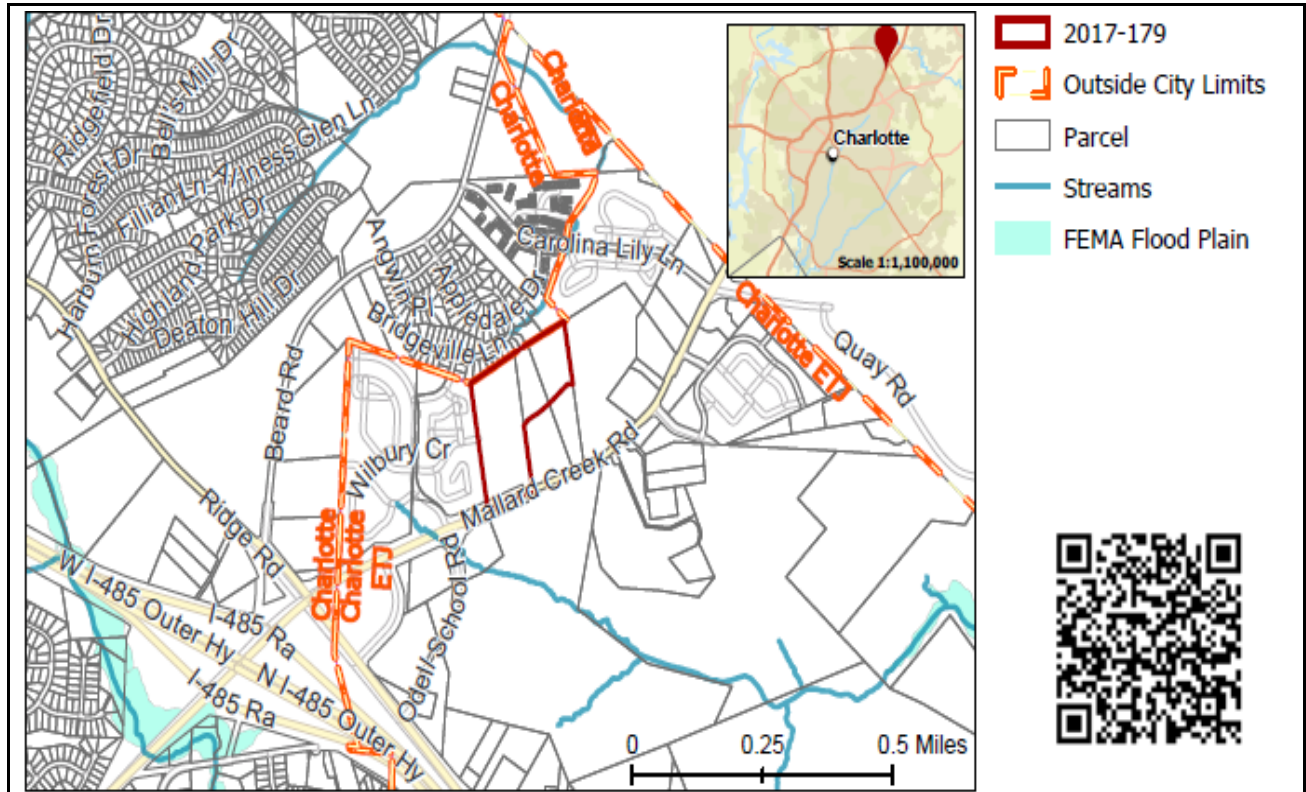 2017-179
Outside City Limits
Parcel
Streams
FEMA Flood Plain
Charlotte
Scale 1:1,100,000
Ridgefield Dr
Bells Mill Dr
Harburn Forest Dr
Fillian Ln
Glen Ln
Highland Park Dr
Deaton Hill Dr
Charlotte
Charlotte
Carolina Lily Ln
Angwin Pl
Appledale Dr
Bridgeville Ln
Beard Rd
Charlotte ETJ
Quay Rd
Wilbury Cr
Mallard Creek Rd
Ridge Rd
Charlotte
Charlotte
ETJ
Odell-School Rd
W I-485 Outer Hy
I-485 Ra
N I-485 Outer Hy
I-485 Ra
0 0.25 0.5 Miles